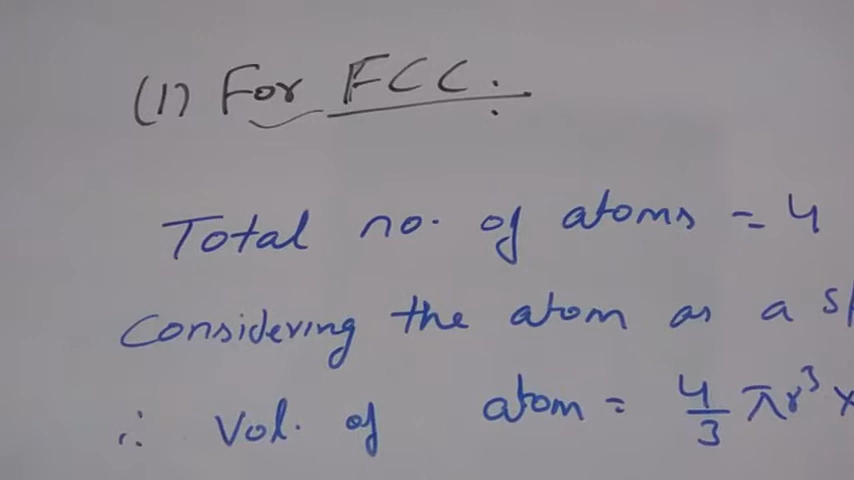 (1) For FCC:
Total no. of atoms = 4
Considering the atom as a
∴ Vol. of atom = 4/3 πr³ ×